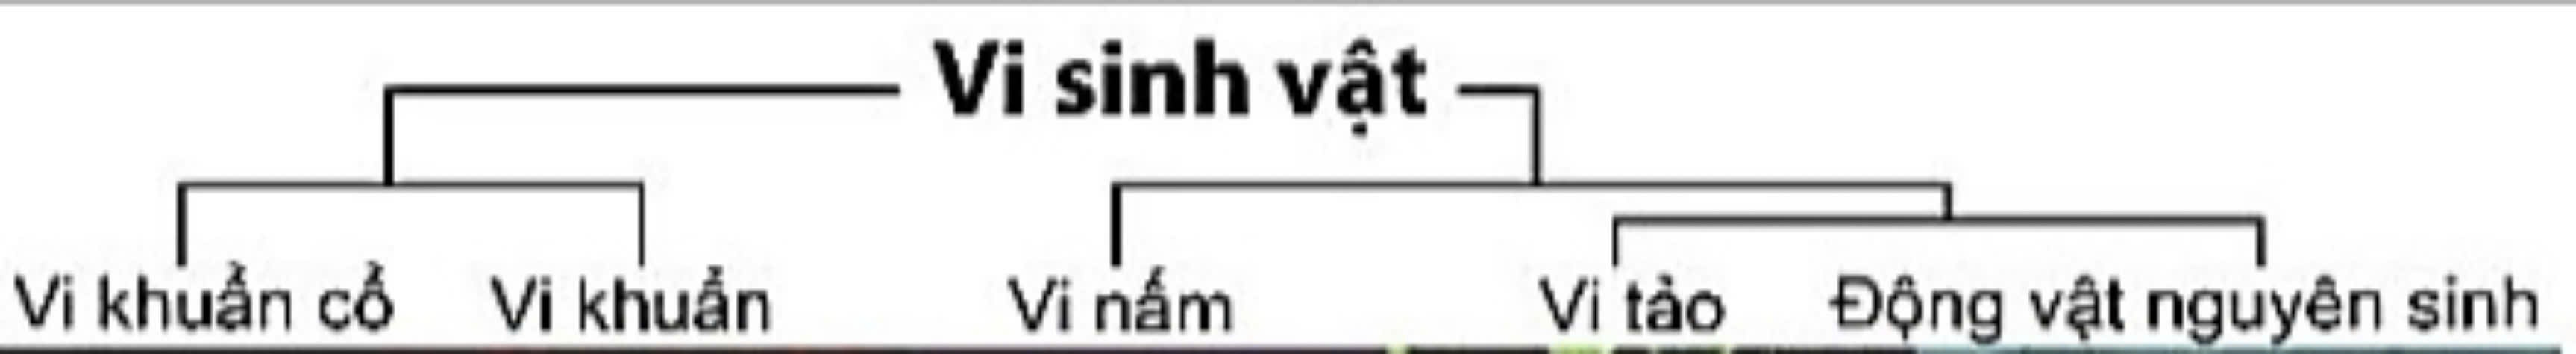 Vi sinh vật
Vi khuẩn cổ Vi khuẩn Vi nấm Vi tảo Động vật nguyên sinh